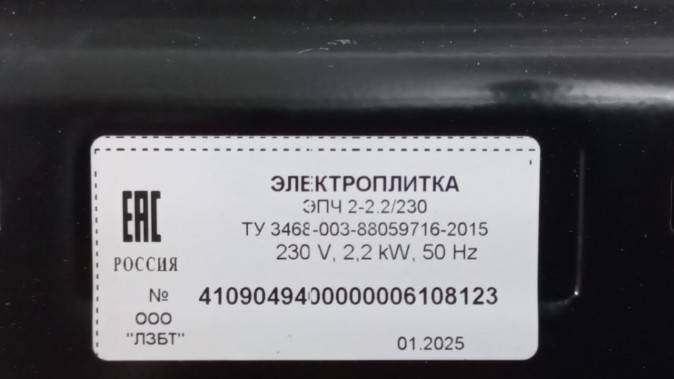 ЭЛЕКТРОПЛИТКА
ЭПЧ 2-2.2/230
ТУ 3468-003-88059716-2015
230 V, 2,2 kW, 50 Hz
ЕАС
РОССИЯ
№ 4109049400000006108123
ООО
"ЛЗБТ"
01.2025